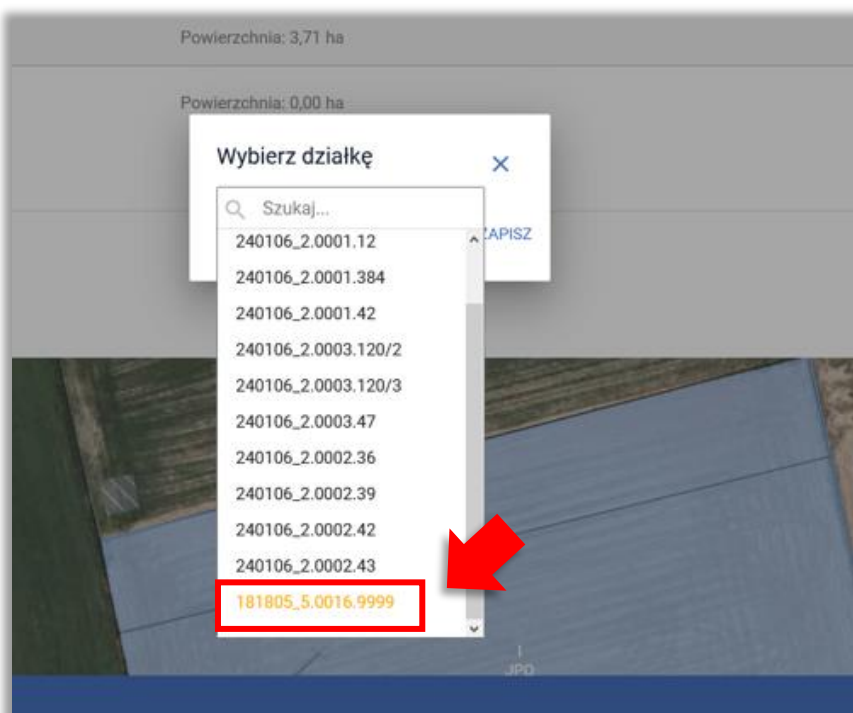 Powierzchnia: 3,71 ha
Powierzchnia: 0,00 ha
Wybierz działkę
Szukaj...
ZAPISZ
240106_2.0001.12
240106_2.0001.384
240106_2.0001.42
240106_2.0003.120/2
240106_2.0003.120/3
240106_2.0003.47
240106_2.0002.36
240106_2.0002.39
240106_2.0002.42
240106_2.0002.43
181805_5.0016.9999
JPO